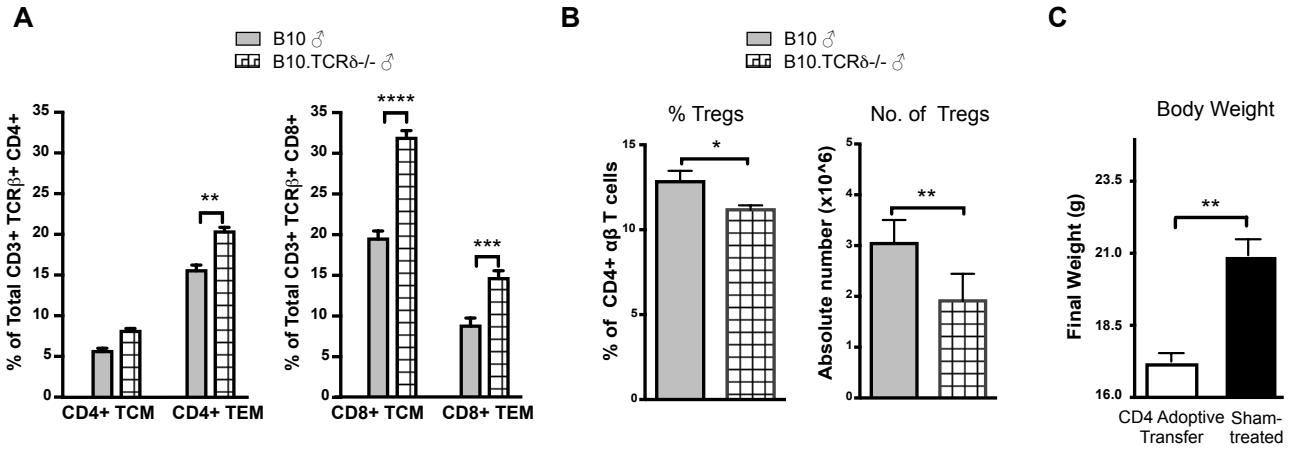 A
B10 ♂
B10.TCRδ-/- ♂
% of Total CD3+ TCRβ+ CD4+
35
30
25
20
15
10
5
0
**
CD4+ TCM
CD4+ TEM
% of Total CD3+ TCRβ+ CD8+
35
30
25
20
15
10
5
0
****
***
CD8+ TCM
CD8+ TEM
B
B10 ♂
B10.TCRδ-/- ♂
% Tregs
% of CD4+ αβ T cells
15
10
5
0
*
No. of Tregs
Absolute number (x10^6)
5
4
3
2
1
0
**
C
Body Weight
Final Weight (g)
23.5
21.0
18.5
16.0
**
CD4 Adoptive
Transfer
Sham-
treated